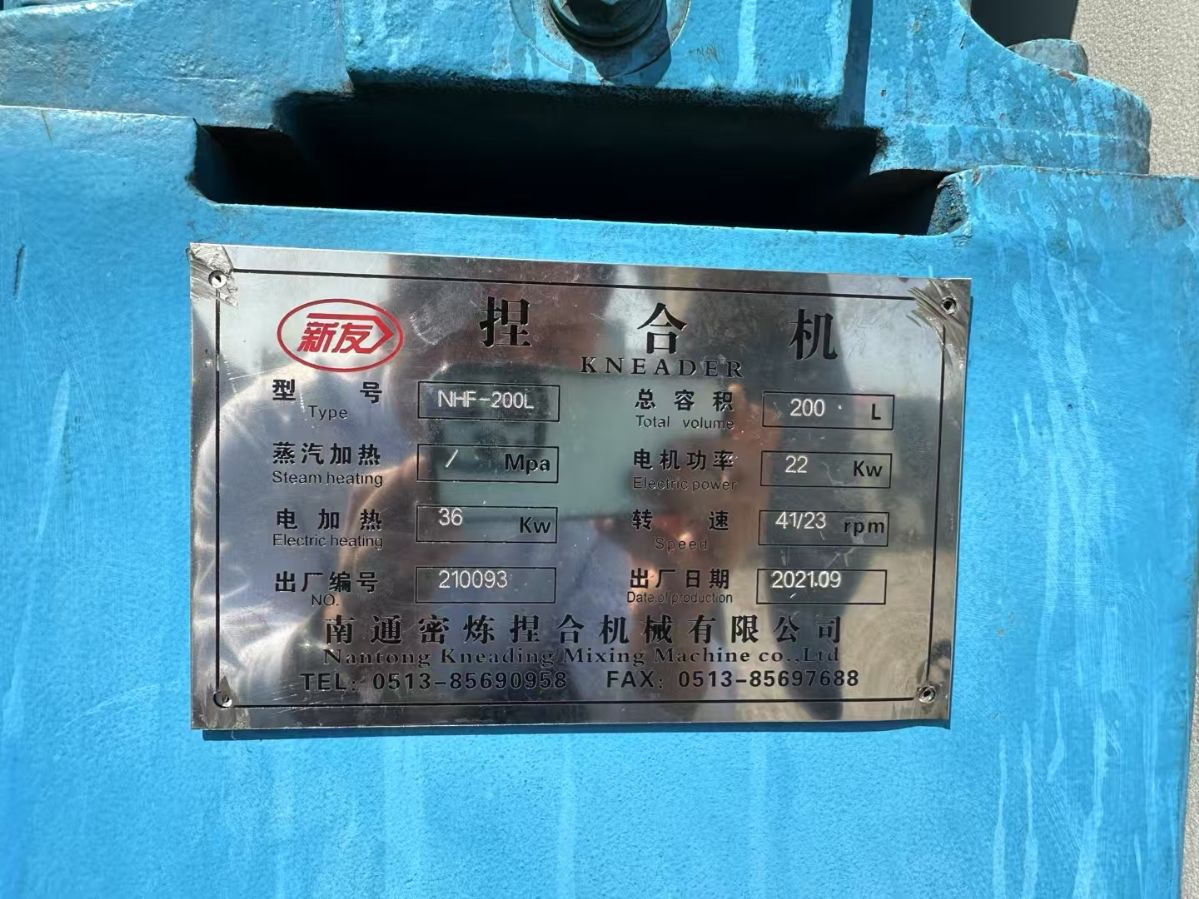 新友
捏合机
KNEADER
型号 NHF-200L 总容积 200 L
Type Total volume
蒸汽加热 / Mpa 电机功率 22 Kw
Steam heating Electric power
电加热 36 Kw 转速 41/23 rpm
Electric heating Speed
出厂编号 210093 出厂日期 2021.09
NO. Date of production
南通密炼捏合机械有限公司
Nantong Kneading Mixing Machine co.,Ltd
TEL: 0513-85690958 FAX: 0513-85697688